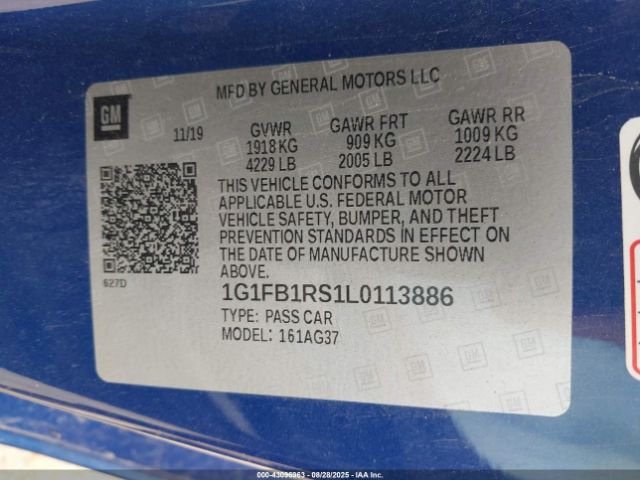 MFD BY GENERAL MOTORS LLC
GM
11/19
GVWR
1918 KG
4229 LB
GAWR FRT
909 KG
2005 LB
GAWR RR
1009 KG
2224 LB
THIS VEHICLE CONFORMS TO ALL
APPLICABLE U.S. FEDERAL MOTOR
VEHICLE SAFETY, BUMPER, AND THEFT
PREVENTION STANDARDS IN EFFECT ON
THE DATE OF MANUFACTURE SHOWN
ABOVE.
627D
1G1FB1RS1L0113886
TYPE: PASS CAR
MODEL: 161AG37
000-43096963 - 08/28/2025 - IAA Holdings, LLC